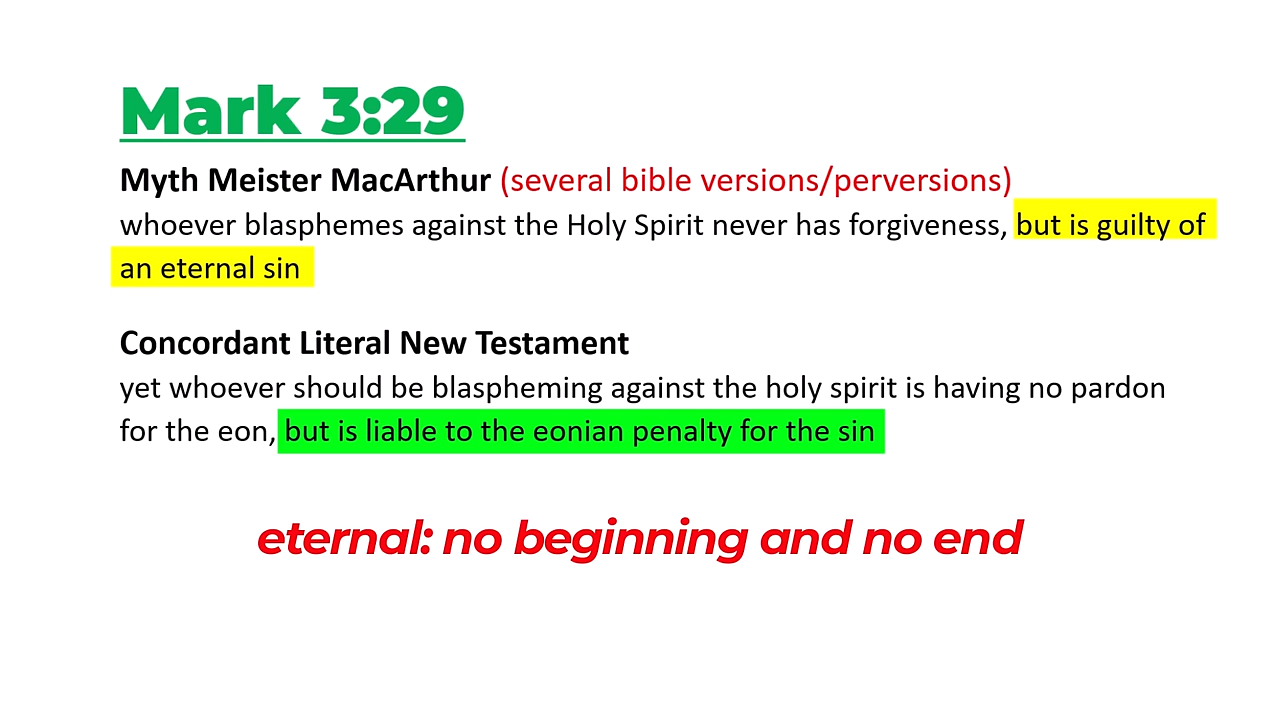 Mark 3:29
Myth Meister MacArthur (several bible versions/perversions)
whoever blasphemes against the Holy Spirit never has forgiveness, but is guilty of
an eternal sin
Concordant Literal New Testament
yet whoever should be blaspheming against the holy spirit is having no pardon
for the eon, but is liable to the eonian penalty for the sin
eternal: no beginning and no end